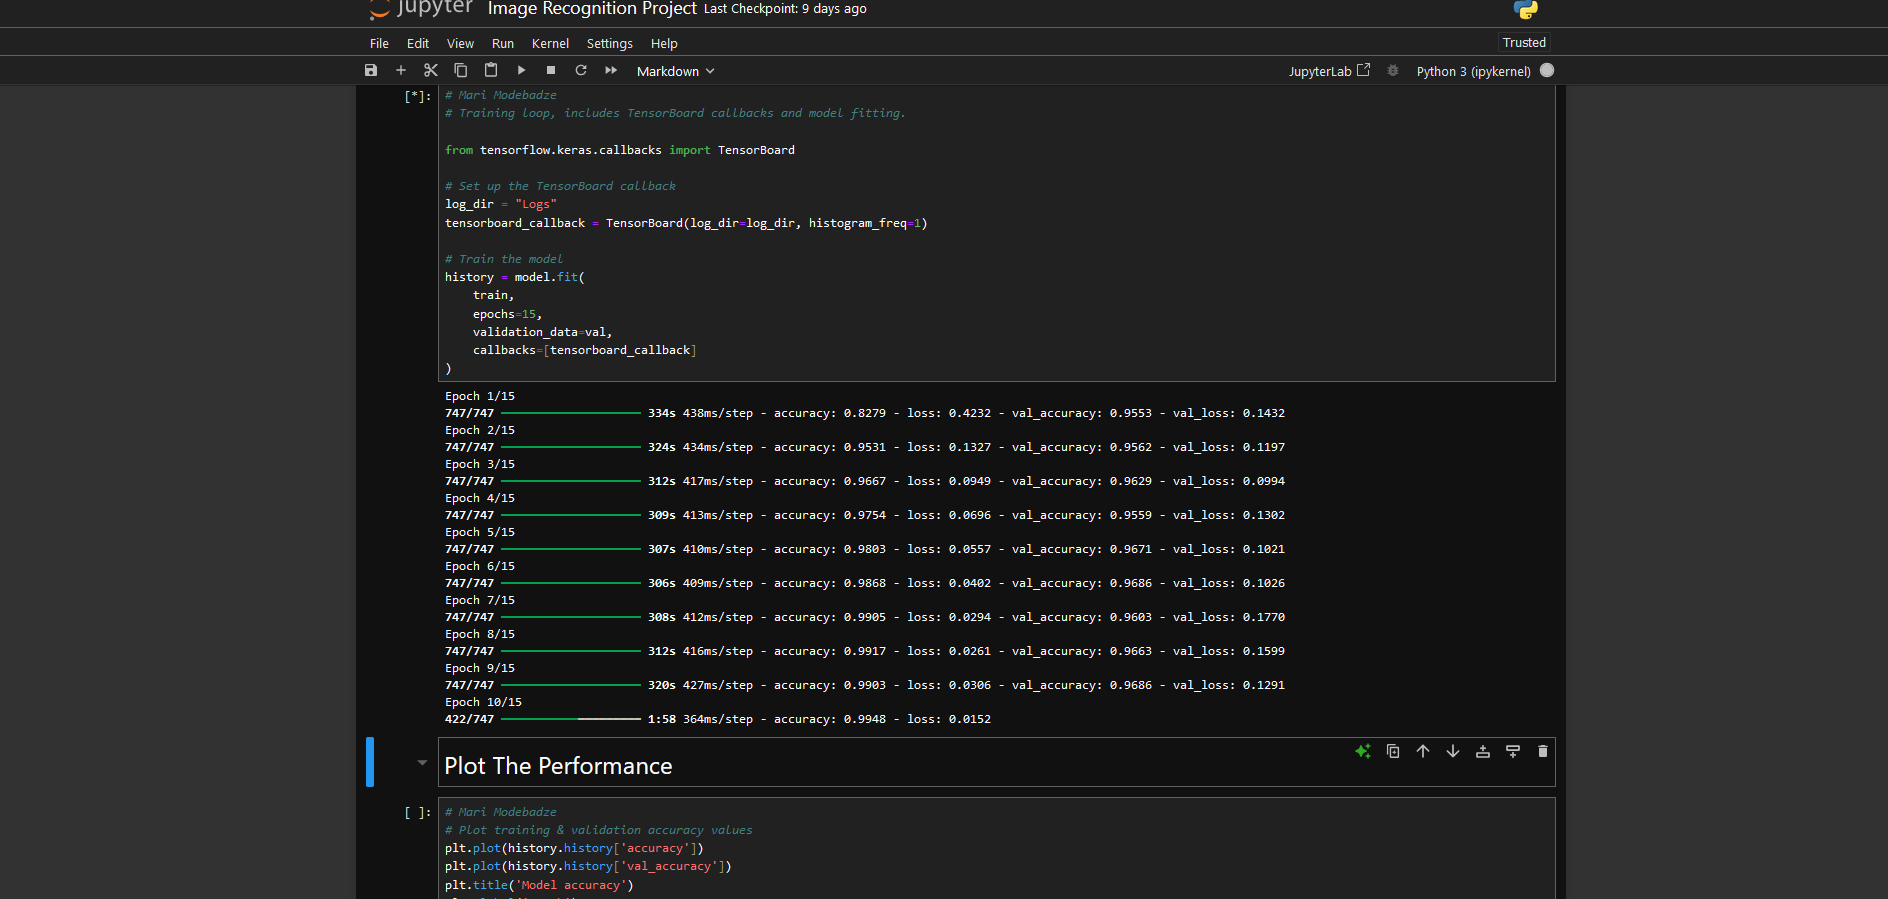 jupyter Image Recognition Project Last Checkpoint: 9 days ago
File Edit View Run Kernel Settings Help Trusted
Markdown JupyterLab Python 3 (ipykernel)
[*]: # Mari Modebadze
# Training loop, includes TensorBoard callbacks and model fitting.
from tensorflow.keras.callbacks import TensorBoard
# Set up the TensorBoard callback
log_dir = "Logs"
tensorboard_callback = TensorBoard(log_dir=log_dir, histogram_freq=1)
# Train the model
history = model.fit(
    train,
    epochs=15,
    validation_data=val,
    callbacks=[tensorboard_callback]
)
Epoch 1/15
747/747 334s 438ms/step - accuracy: 0.8279 - loss: 0.4232 - val_accuracy: 0.9553 - val_loss: 0.1432
Epoch 2/15
747/747 324s 434ms/step - accuracy: 0.9531 - loss: 0.1327 - val_accuracy: 0.9562 - val_loss: 0.1197
Epoch 3/15
747/747 312s 417ms/step - accuracy: 0.9667 - loss: 0.0949 - val_accuracy: 0.9629 - val_loss: 0.0994
Epoch 4/15
747/747 309s 413ms/step - accuracy: 0.9754 - loss: 0.0696 - val_accuracy: 0.9559 - val_loss: 0.1302
Epoch 5/15
747/747 307s 410ms/step - accuracy: 0.9803 - loss: 0.0557 - val_accuracy: 0.9671 - val_loss: 0.1021
Epoch 6/15
747/747 306s 409ms/step - accuracy: 0.9868 - loss: 0.0402 - val_accuracy: 0.9686 - val_loss: 0.1026
Epoch 7/15
747/747 308s 412ms/step - accuracy: 0.9905 - loss: 0.0294 - val_accuracy: 0.9603 - val_loss: 0.1770
Epoch 8/15
747/747 312s 416ms/step - accuracy: 0.9917 - loss: 0.0261 - val_accuracy: 0.9663 - val_loss: 0.1599
Epoch 9/15
747/747 320s 427ms/step - accuracy: 0.9903 - loss: 0.0306 - val_accuracy: 0.9686 - val_loss: 0.1291
Epoch 10/15
422/747 1:58 364ms/step - accuracy: 0.9948 - loss: 0.0152
Plot The Performance
[ ]: # Mari Modebadze
# Plot training & validation accuracy values
plt.plot(history.history['accuracy'])
plt.plot(history.history['val_accuracy'])
plt.title('Model accuracy')